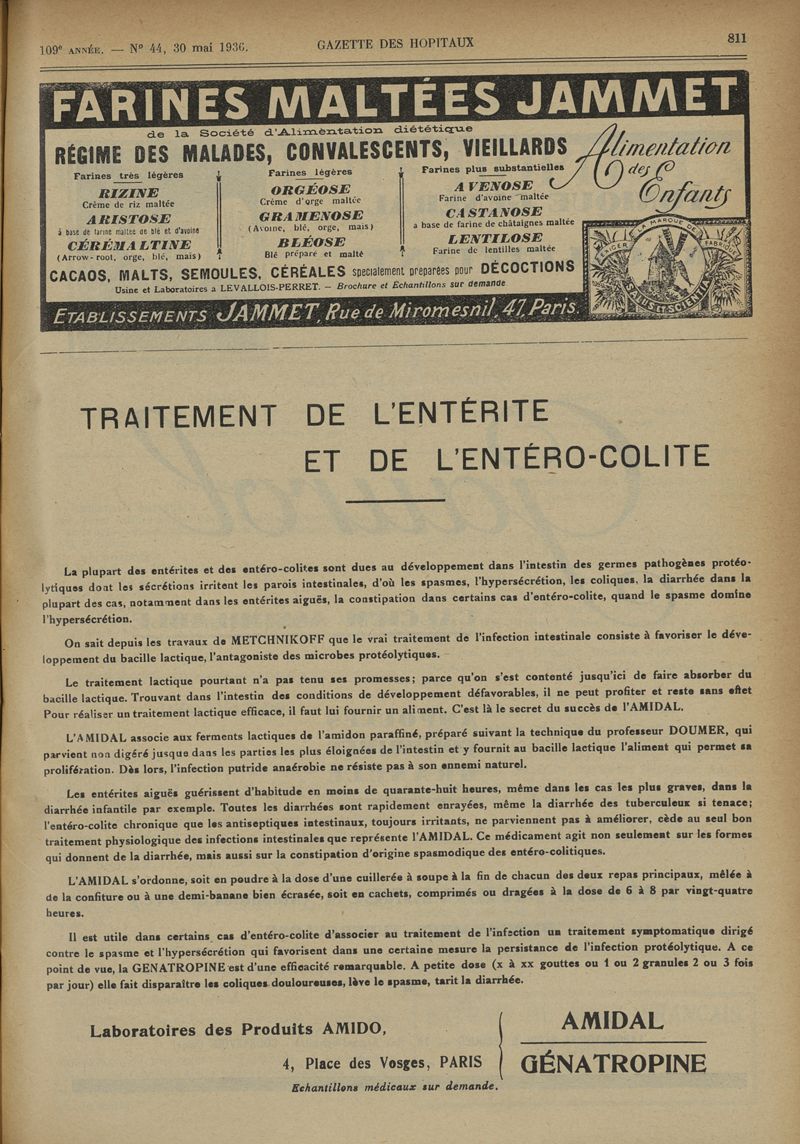 109e ANNÉE. — No 44, 30 mai 1936.
GAZETTE DES HOPITAUX
811
FARINES MALTÉES JAMMET
de la Société d'Alimentation diététique
RÉGIME DES MALADES, CONVALESCENTS, VIEILLARDS
Alimentation
des
Enfants
Farines très légères
RIZINE
Crème de riz maltée
ARISTOSE
à base de farine maltée de blé et d'avoine
CÉRÉMALTINE
(Arrow-root, orge, blé, mais)
Farines légères
ORGÉOSE
Crème d'orge maltée
GRAMENOSE
(Avoine, blé, orge, mais)
BLÉOSE
Blé préparé et malté
Farines plus substantielles
AVENOSE
Farine d'avoine maltée
CASTANOSE
a base de farine de châtaignes maltée
LENTILOSE
Farine de lentilles maltée
CACAOS, MALTS, SEMOULES, CÉRÉALES spécialement préparées pour DÉCOCTIONS
Usine et Laboratoires a LEVALLOIS-PERRET. — Brochure et Echantillons sur demande
EXIGER LA MARQUE DE FABRIQUE
SALUS ET SCIENTIA
ETABLISSEMENTS JAMMET, Rue de Miromesnil, 47, Paris.
TRAITEMENT DE L'ENTÉRITE
ET DE L'ENTÉRO-COLITE
La plupart des entérites et des entéro-colites sont dues au développement dans l'intestin des germes pathogènes protéo-
lytiques dont les sécrétions irritent les parois intestinales, d'où les spasmes, l'hypersécrétion, les coliques, la diarrhée dans la
plupart des cas, notamment dans les entérites aiguës, la constipation dans certains cas d'entéro-colite, quand le spasme domine
l'hypersécrétion.
On sait depuis les travaux de METCHNIKOFF que le vrai traitement de l'infection intestinale consiste à favoriser le déve-
loppement du bacille lactique, l'antagoniste des microbes protéolytiques.
Le traitement lactique pourtant n'a pas tenu ses promesses; parce qu'on s'est contenté jusqu'ici de faire absorber du
bacille lactique. Trouvant dans l'intestin des conditions de développement défavorables, il ne peut profiter et reste sans effet
Pour réaliser un traitement lactique efficace, il faut lui fournir un aliment. C'est là le secret du succès de l'AMIDAL.
L'AMIDAL associe aux ferments lactiques de l'amidon paraffiné, préparé suivant la technique du professeur DOUMER, qui
parvient non digéré jusque dans les parties les plus éloignées de l'intestin et y fournit au bacille lactique l'aliment qui permet sa
prolifération. Dès lors, l'infection putride anaérobie ne résiste pas à son ennemi naturel.
Les entérites aiguës guérissent d'habitude en moins de quarante-huit heures, même dans les cas les plus graves, dans la
diarrhée infantile par exemple. Toutes les diarrhées sont rapidement enrayées, même la diarrhée des tuberculeux si tenace;
l'entéro-colite chronique que les antiseptiques intestinaux, toujours irritants, ne parviennent pas à améliorer, cède au seul bon
traitement physiologique des infections intestinales que représente l'AMIDAL. Ce médicament agit non seulement sur les formes
qui donnent de la diarrhée, mais aussi sur la constipation d'origine spasmodique des entéro-colitiques.
L'AMIDAL s'ordonne, soit en poudre à la dose d'une cuillerée à soupe à la fin de chacun des deux repas principaux, mêlée à
de la confiture ou à une demi-banane bien écrasée, soit en cachets, comprimés ou dragées à la dose de 6 à 8 par vingt-quatre
heures.
Il est utile dans certains cas d'entéro-colite d'associer au traitement de l'infection un traitement symptomatique dirigé
contre le spasme et l'hypersécrétion qui favorisent dans une certaine mesure la persistance de l'infection protéolytique. A ce
point de vue, la GENATROPINE est d'une efficacité remarquable. A petite dose (x à xx gouttes ou 1 ou 2 granules 2 ou 3 fois
par jour) elle fait disparaître les coliques douloureuses, lève le spasme, tarit la diarrhée.
Laboratoires des Produits AMIDO,
4, Place des Vosges, PARIS
Echantillons médicaux sur demande.
AMIDAL
GÉNATROPINE